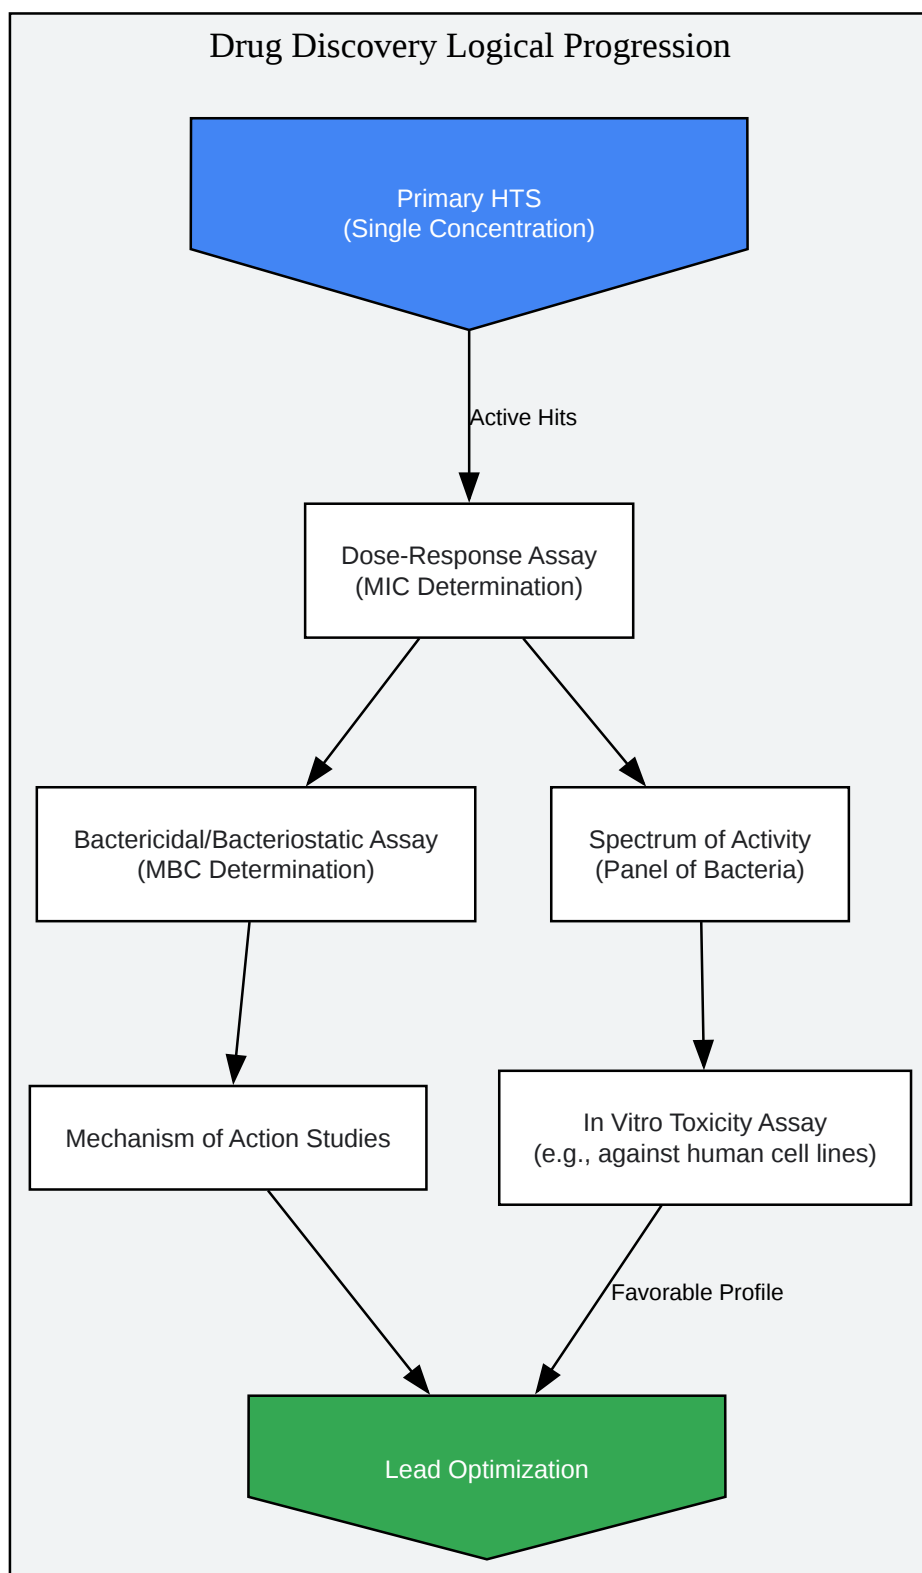 Drug Discovery Logical Progression
Primary HTS
(Single Concentration)
Active Hits
Dose-Response Assay
(MIC Determination)
Bactericidal/Bacteriostatic Assay
(MBC Determination)
Spectrum of Activity
(Panel of Bacteria)
Mechanism of Action Studies
In Vitro Toxicity Assay
(e.g., against human cell lines)
Favorable Profile
Lead Optimization